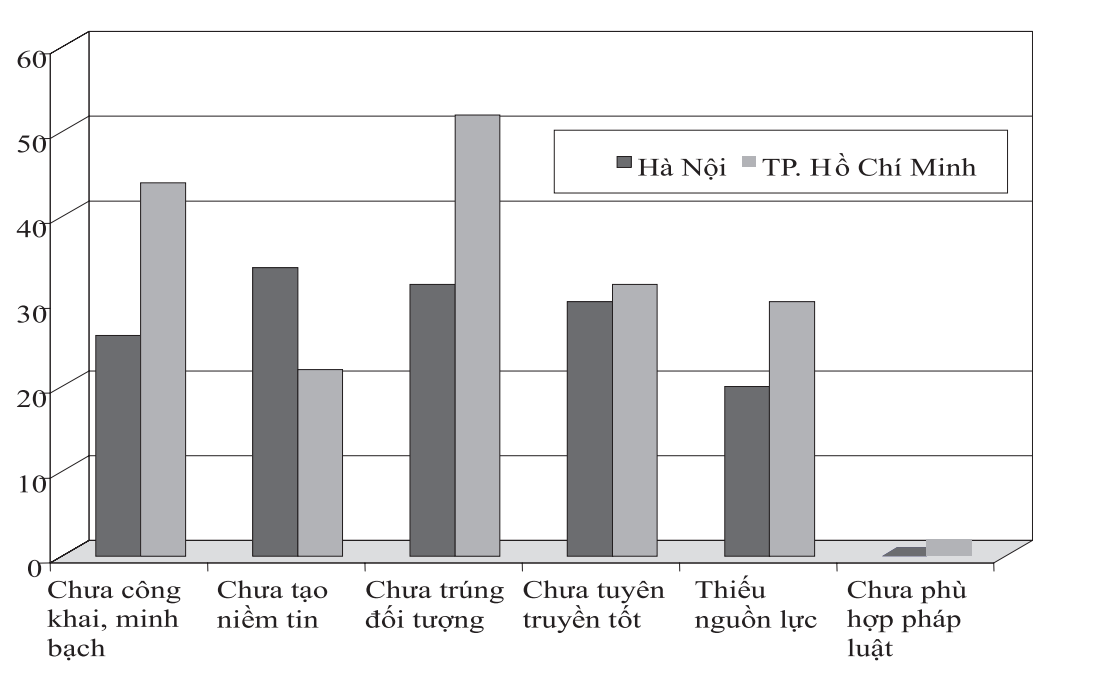 60
50
40
30
20
10
0
Hà Nội TP. Hồ Chí Minh
Chưa công
khai, minh
bạch
Chưa tạo
niềm tin
Chưa trúng
đối tượng
Chưa tuyên
truyền tốt
Thiếu
nguồn lực
Chưa phù
hợp pháp
luật